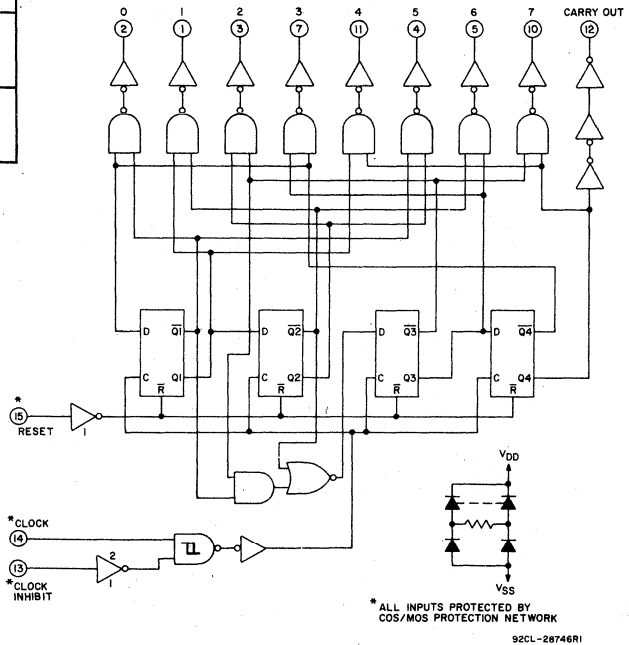 0 1 2 3 4 5 6 7 CARRY OUT
2 1 3 7 11 4 5 10 12
D Q1 D Q2 D Q3 D Q4
C Q1 C Q2 C Q3 C Q4
R R R R
*
15
RESET
1
*CLOCK
14
2
13
1
*CLOCK
INHIBIT
VDD
VSS
* ALL INPUTS PROTECTED BY
COS/MOS PROTECTION NETWORK
92CL-28746R1